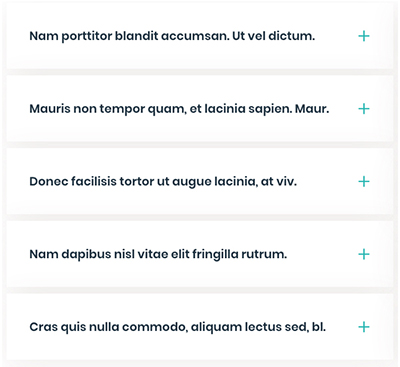 Nam porttitor blandit accumsan. Ut vel dictum.
Mauris non tempor quam, et lacinia sapien. Maur.
Donec facilisis tortor ut augue lacinia, at viv.
Nam dapibus nisl vitae elit fringilla rutrum.
Cras quis nulla commodo, aliquam lectus sed, bl.